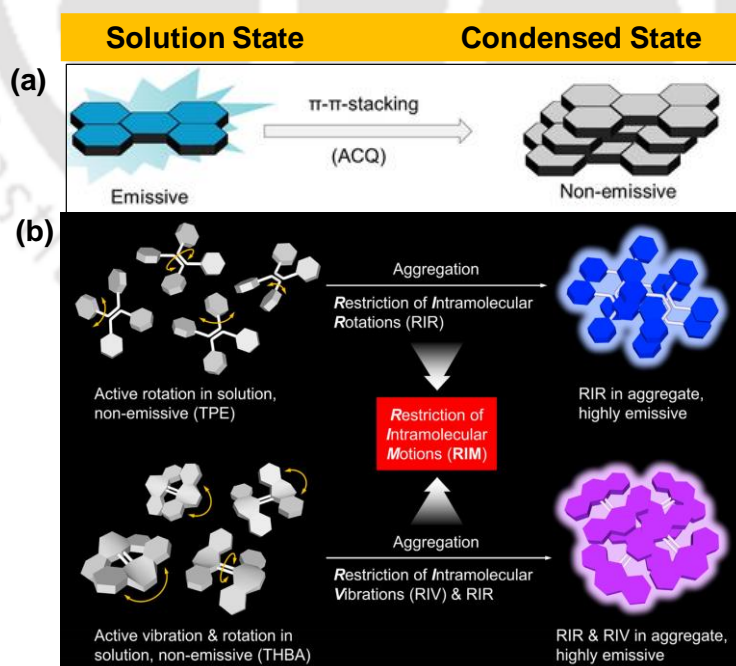 Solution State Condensed State
(a)
π-π-stacking
(ACQ)
Emissive
Non-emissive
(b)
Aggregation
Restriction of Intramolecular
Rotations (RIR)
Active rotation in solution,
non-emissive (TPE)
RIR in aggregate,
highly emissive
Restriction of
Intramolecular
Motions (RIM)
Aggregation
Restriction of Intramolecular
Vibrations (RIV) & RIR
Active vibration & rotation in
solution, non-emissive (THBA)
RIR & RIV in aggregate,
highly emissive